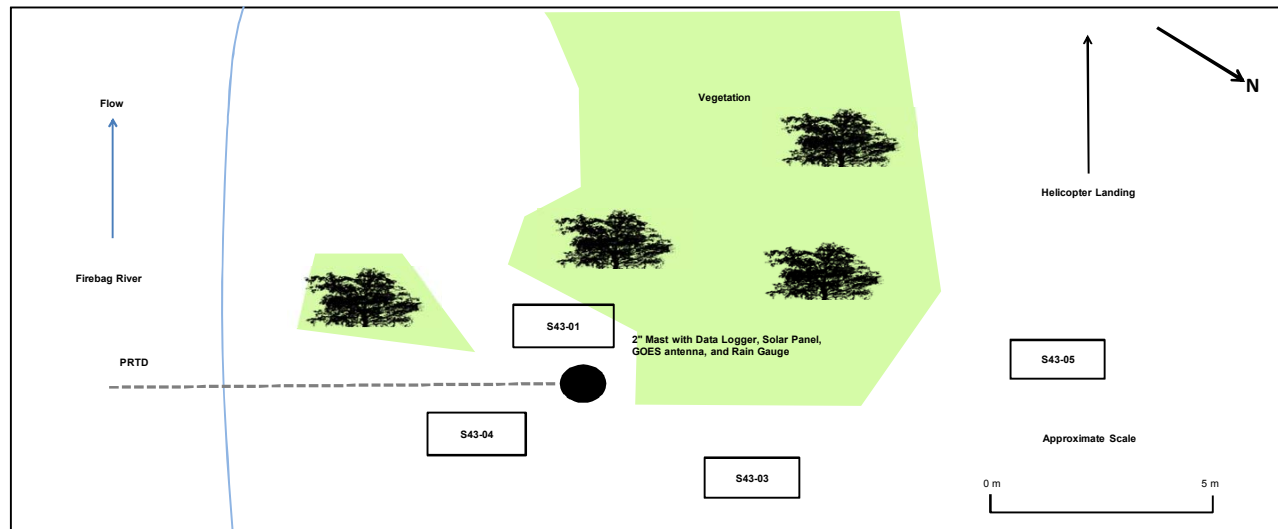 Flow
Vegetation
N
Helicopter Landing
Firebag River
S43-01
2" Mast with Data Logger, Solar Panel,
GOES antenna, and Rain Gauge
PRTD
S43-05
S43-04
Approximate Scale
S43-03
0 m
5 m